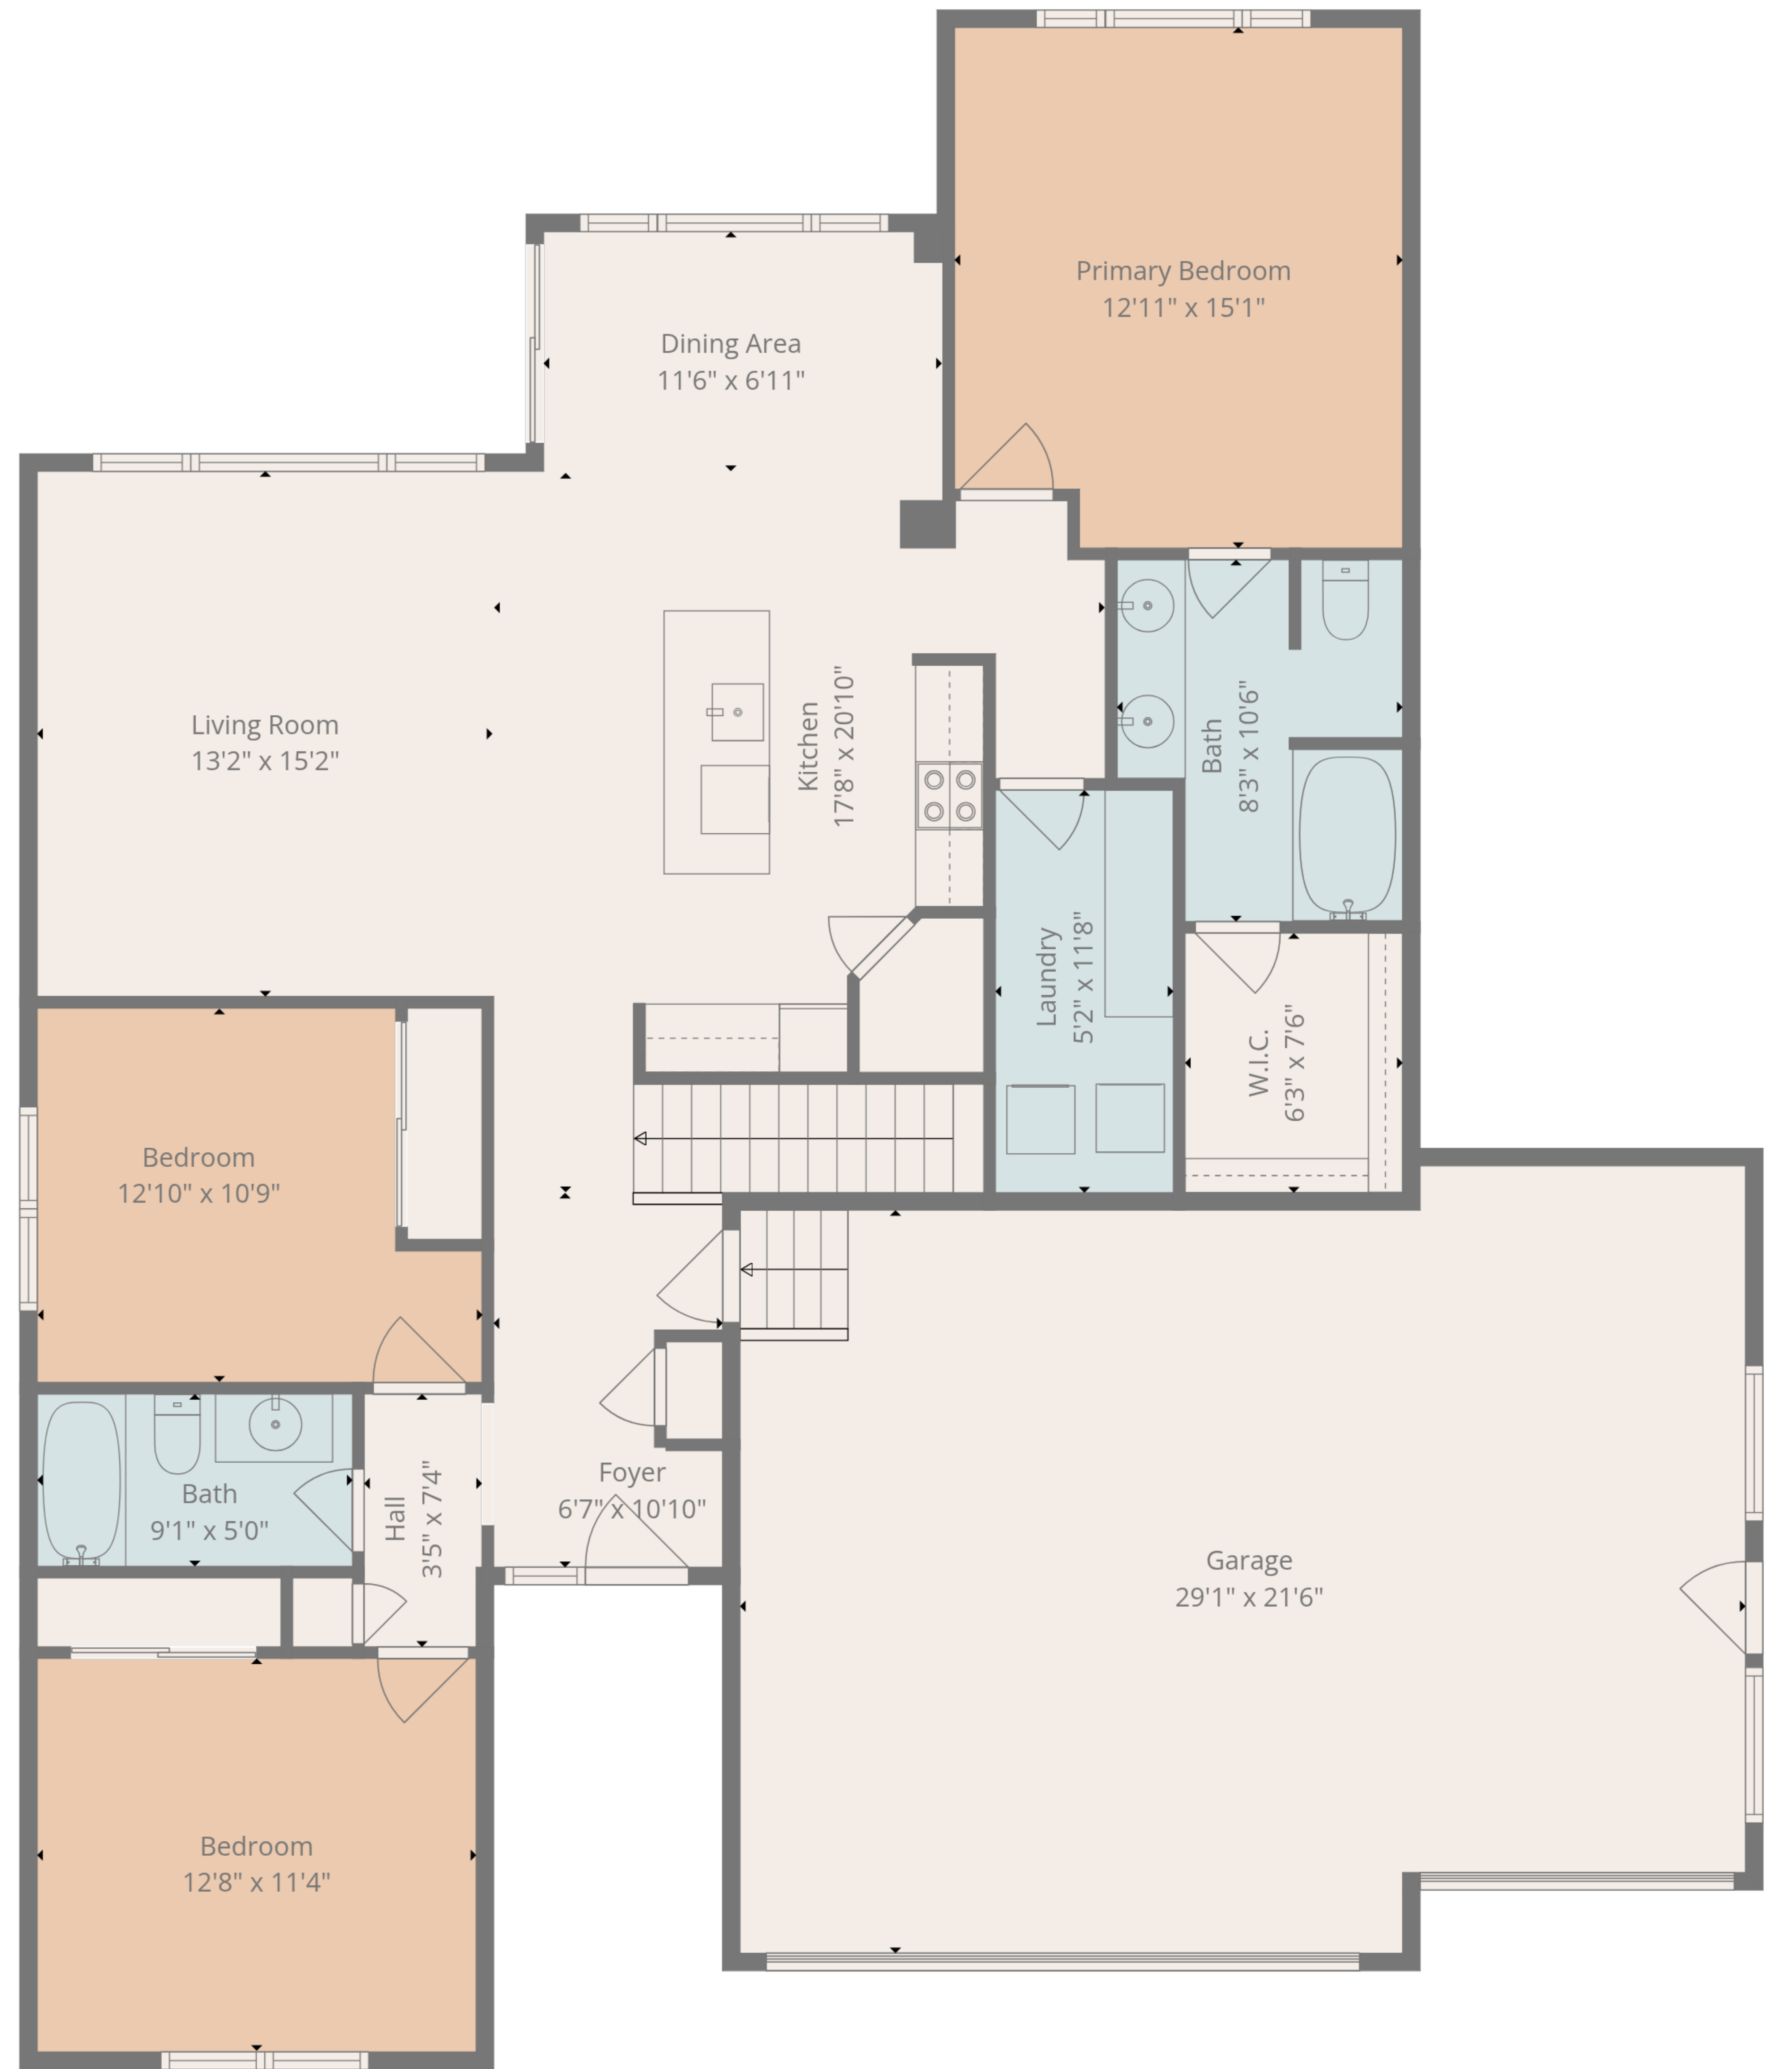 Primary Bedroom
12'11" x 15'1"
Dining Area
11'6" x 6'11"
Living Room
13'2" x 15'2"
Kitchen
17'8" x 20'10"
Bath
8'3" x 10'6"
Laundry
5'2" x 11'8"
W.I.C.
6'3" x 7'6"
Bedroom
12'10" x 10'9"
Foyer
6'7" x 10'10"
Bath
9'1" x 5'0"
Hall
3'5" x 7'4"
Garage
29'1" x 21'6"
Bedroom
12'8" x 11'4"